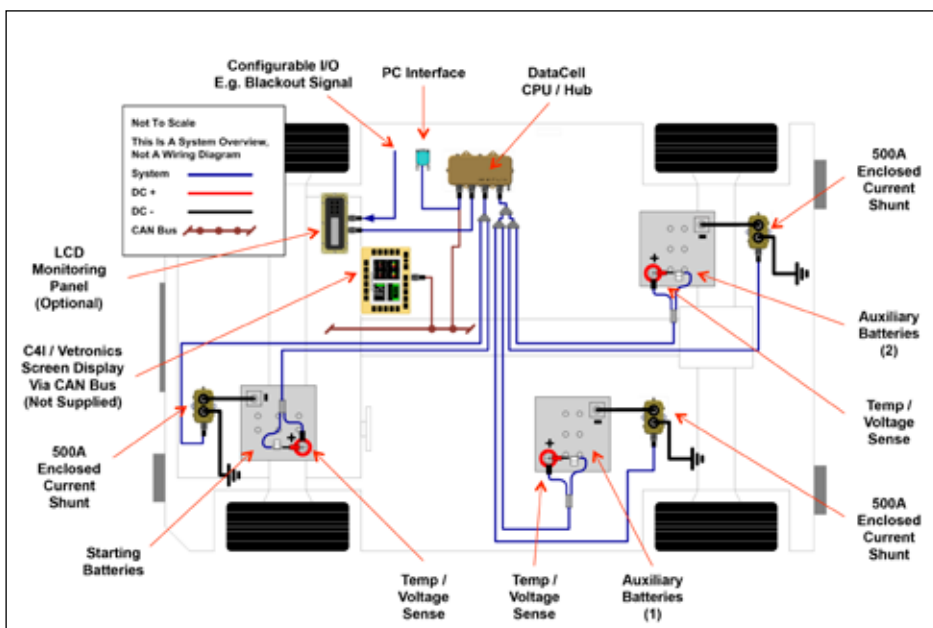 Configurable I/O
E.g. Blackout Signal
PC Interface
DataCell
CPU / Hub
Not To Scale
This Is A System Overview,
Not A Wiring Diagram
System
DC +
DC -
CAN Bus
500A
Enclosed
Current
Shunt
LCD
Monitoring
Panel
(Optional)
C4I / Vetronics
Screen Display
Via CAN Bus
(Not Supplied)
Auxiliary
Batteries
(2)
Temp /
Voltage
Sense
500A
Enclosed
Current
Shunt
500A
Enclosed
Current
Shunt
Starting
Batteries
Temp /
Voltage
Sense
Temp /
Voltage
Sense
Auxiliary
Batteries
(1)
+
-
+
-
+
-